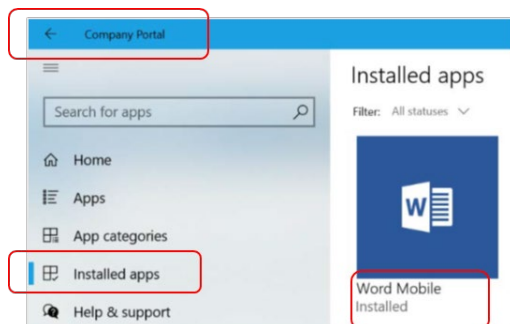 Company Portal
Search for apps
Home
Apps
App categories
Installed apps
Help & support
Installed apps
Filter: All statuses
W
Word Mobile
Installed